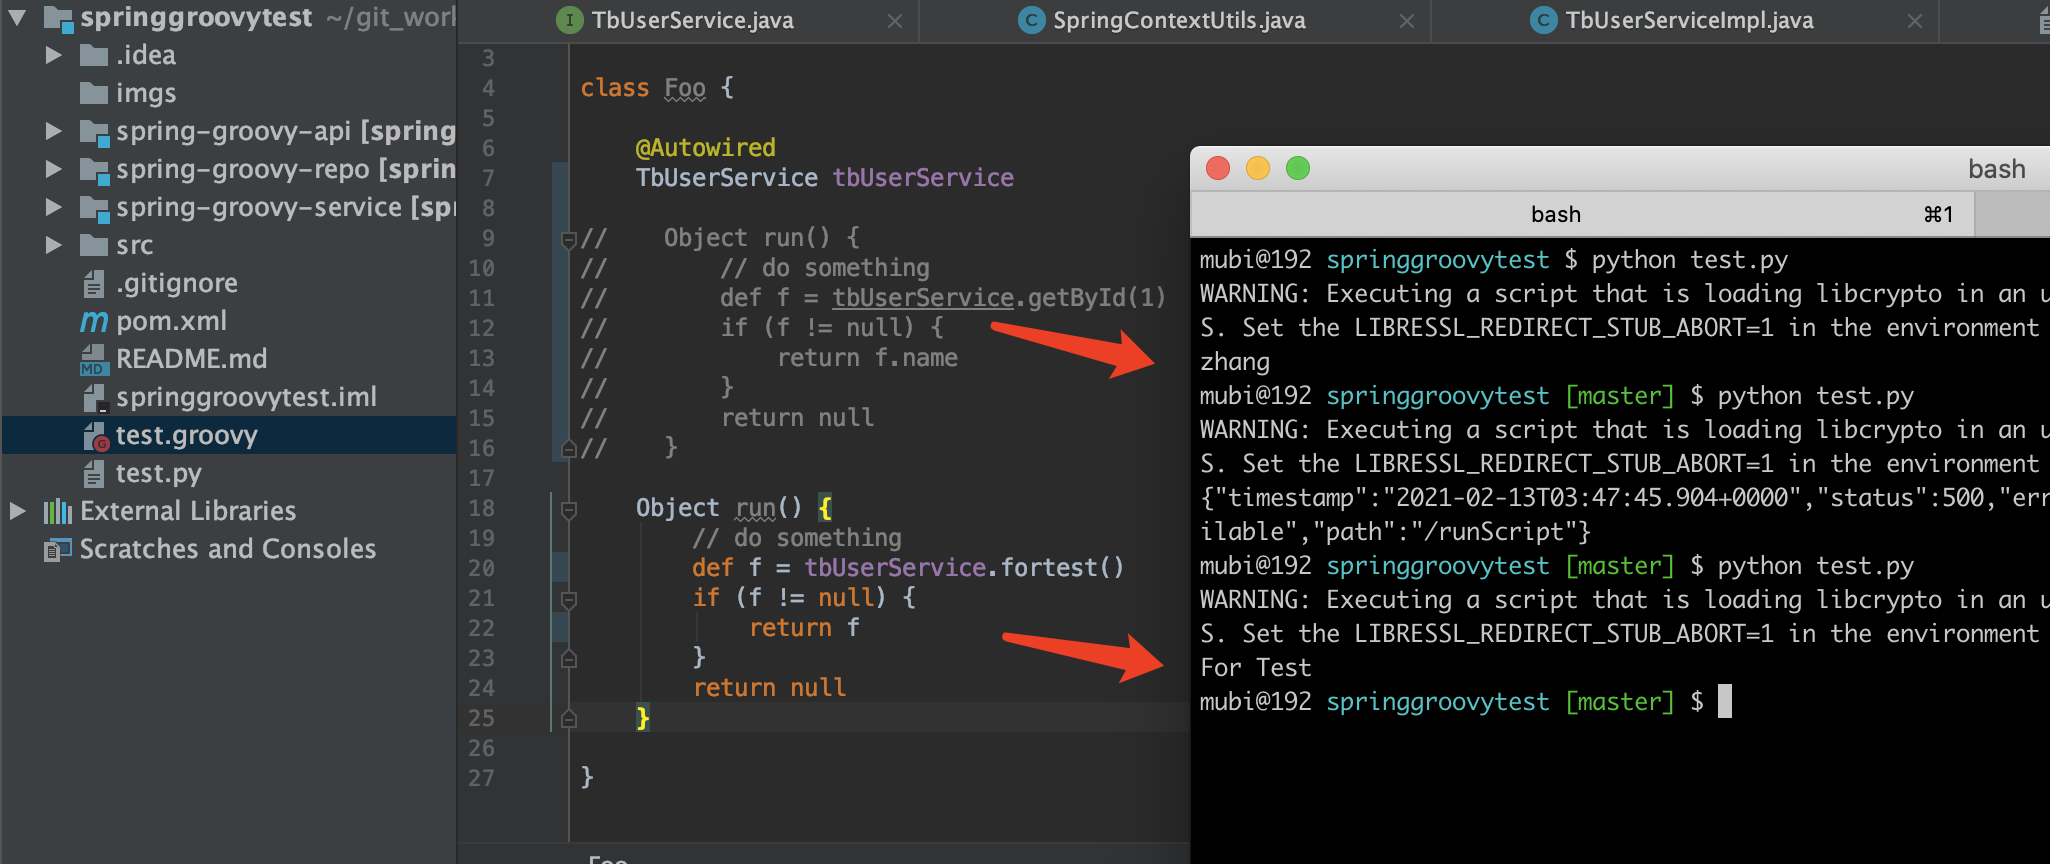 springgroovytest ~/git_work
.idea
imgs
spring-groovy-api [spring
spring-groovy-repo [sprin
spring-groovy-service [sp
src
.gitignore
pom.xml
README.md
springgroovytest.iml
test.groovy
test.py
External Libraries
Scratches and Consoles
TbUserService.java
SpringContextUtils.java
TbUserServiceImpl.java
3
4 class Foo {
5
6 @Autowired
7 TbUserService tbUserService
8
9 // Object run() {
10 // // do something
11 // def f = tbUserService.getById(1)
12 // if (f != null) {
13 // return f.name
14 // }
15 // return null
16 // }
17
18 Object run() {
19 // do something
20 def f = tbUserService.fortest()
21 if (f != null) {
22 return f
23 }
24 return null
25 }
26
27 }
Foo
bash
bash ⌘1
mubi@192 springgroovytest $ python test.py
WARNING: Executing a script that is loading libcrypto in an u
S. Set the LIBRESSL_REDIRECT_STUB_ABORT=1 in the environment
zhang
mubi@192 springgroovytest [master] $ python test.py
WARNING: Executing a script that is loading libcrypto in an u
S. Set the LIBRESSL_REDIRECT_STUB_ABORT=1 in the environment
{"timestamp":"2021-02-13T03:47:45.904+0000","status":500,"err
ilable","path":"/runScript"}
mubi@192 springgroovytest [master] $ python test.py
WARNING: Executing a script that is loading libcrypto in an u
S. Set the LIBRESSL_REDIRECT_STUB_ABORT=1 in the environment
For Test
mubi@192 springgroovytest [master] $